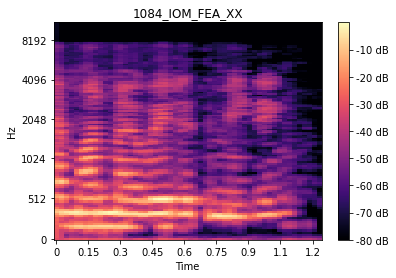 1084_IOM_FEA_XX
8192
4096
2048
1024
512
0
Hz
0 0.15 0.3 0.45 0.6 0.75 0.9 1.1 1.2
Time
-10 dB
-20 dB
-30 dB
-40 dB
-50 dB
-60 dB
-70 dB
-80 dB